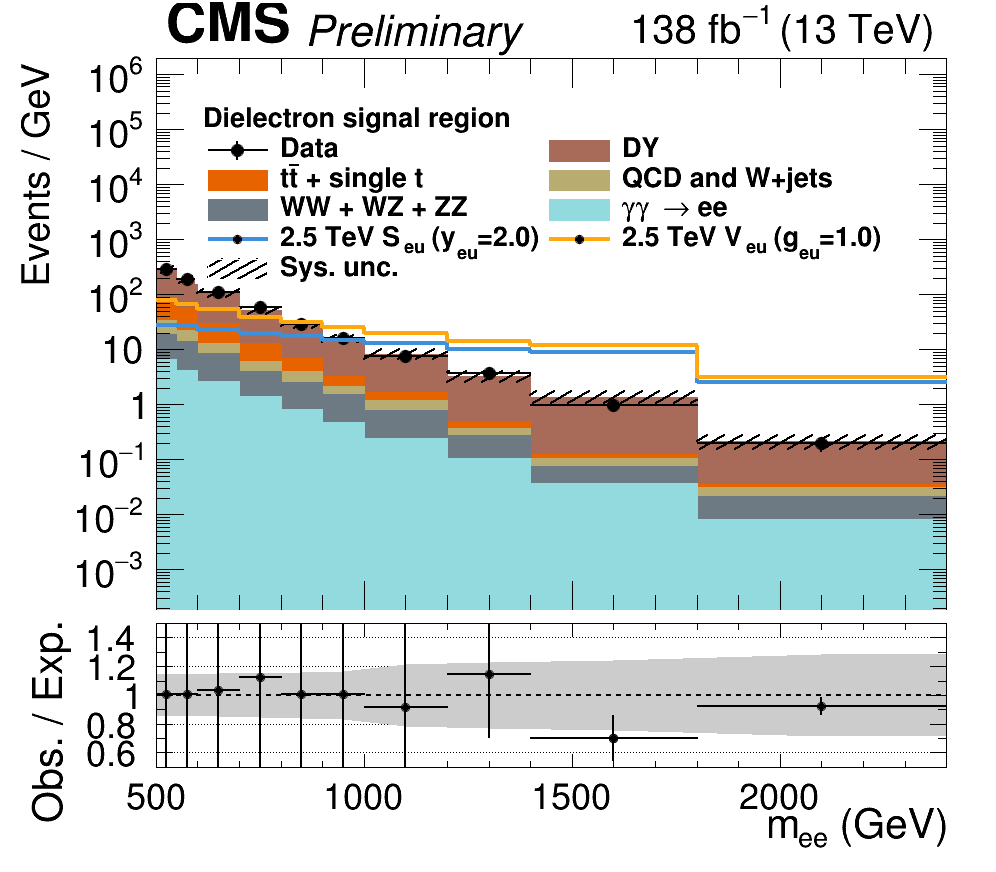 CMS Preliminary 138 fb⁻¹ (13 TeV)
Events / GeV
10⁶
10⁵
10⁴
10³
10²
10
1
10⁻¹
10⁻²
10⁻³
Dielectron signal region
Data
DY
tt̄ + single t
QCD and W+jets
WW + WZ + ZZ
γγ → ee
2.5 TeV S_eu (y_eu=2.0)
2.5 TeV V_eu (g_eu=1.0)
Sys. unc.
Obs. / Exp.
1.4
1.2
1
0.8
0.6
500 1000 1500 2000
m_ee (GeV)